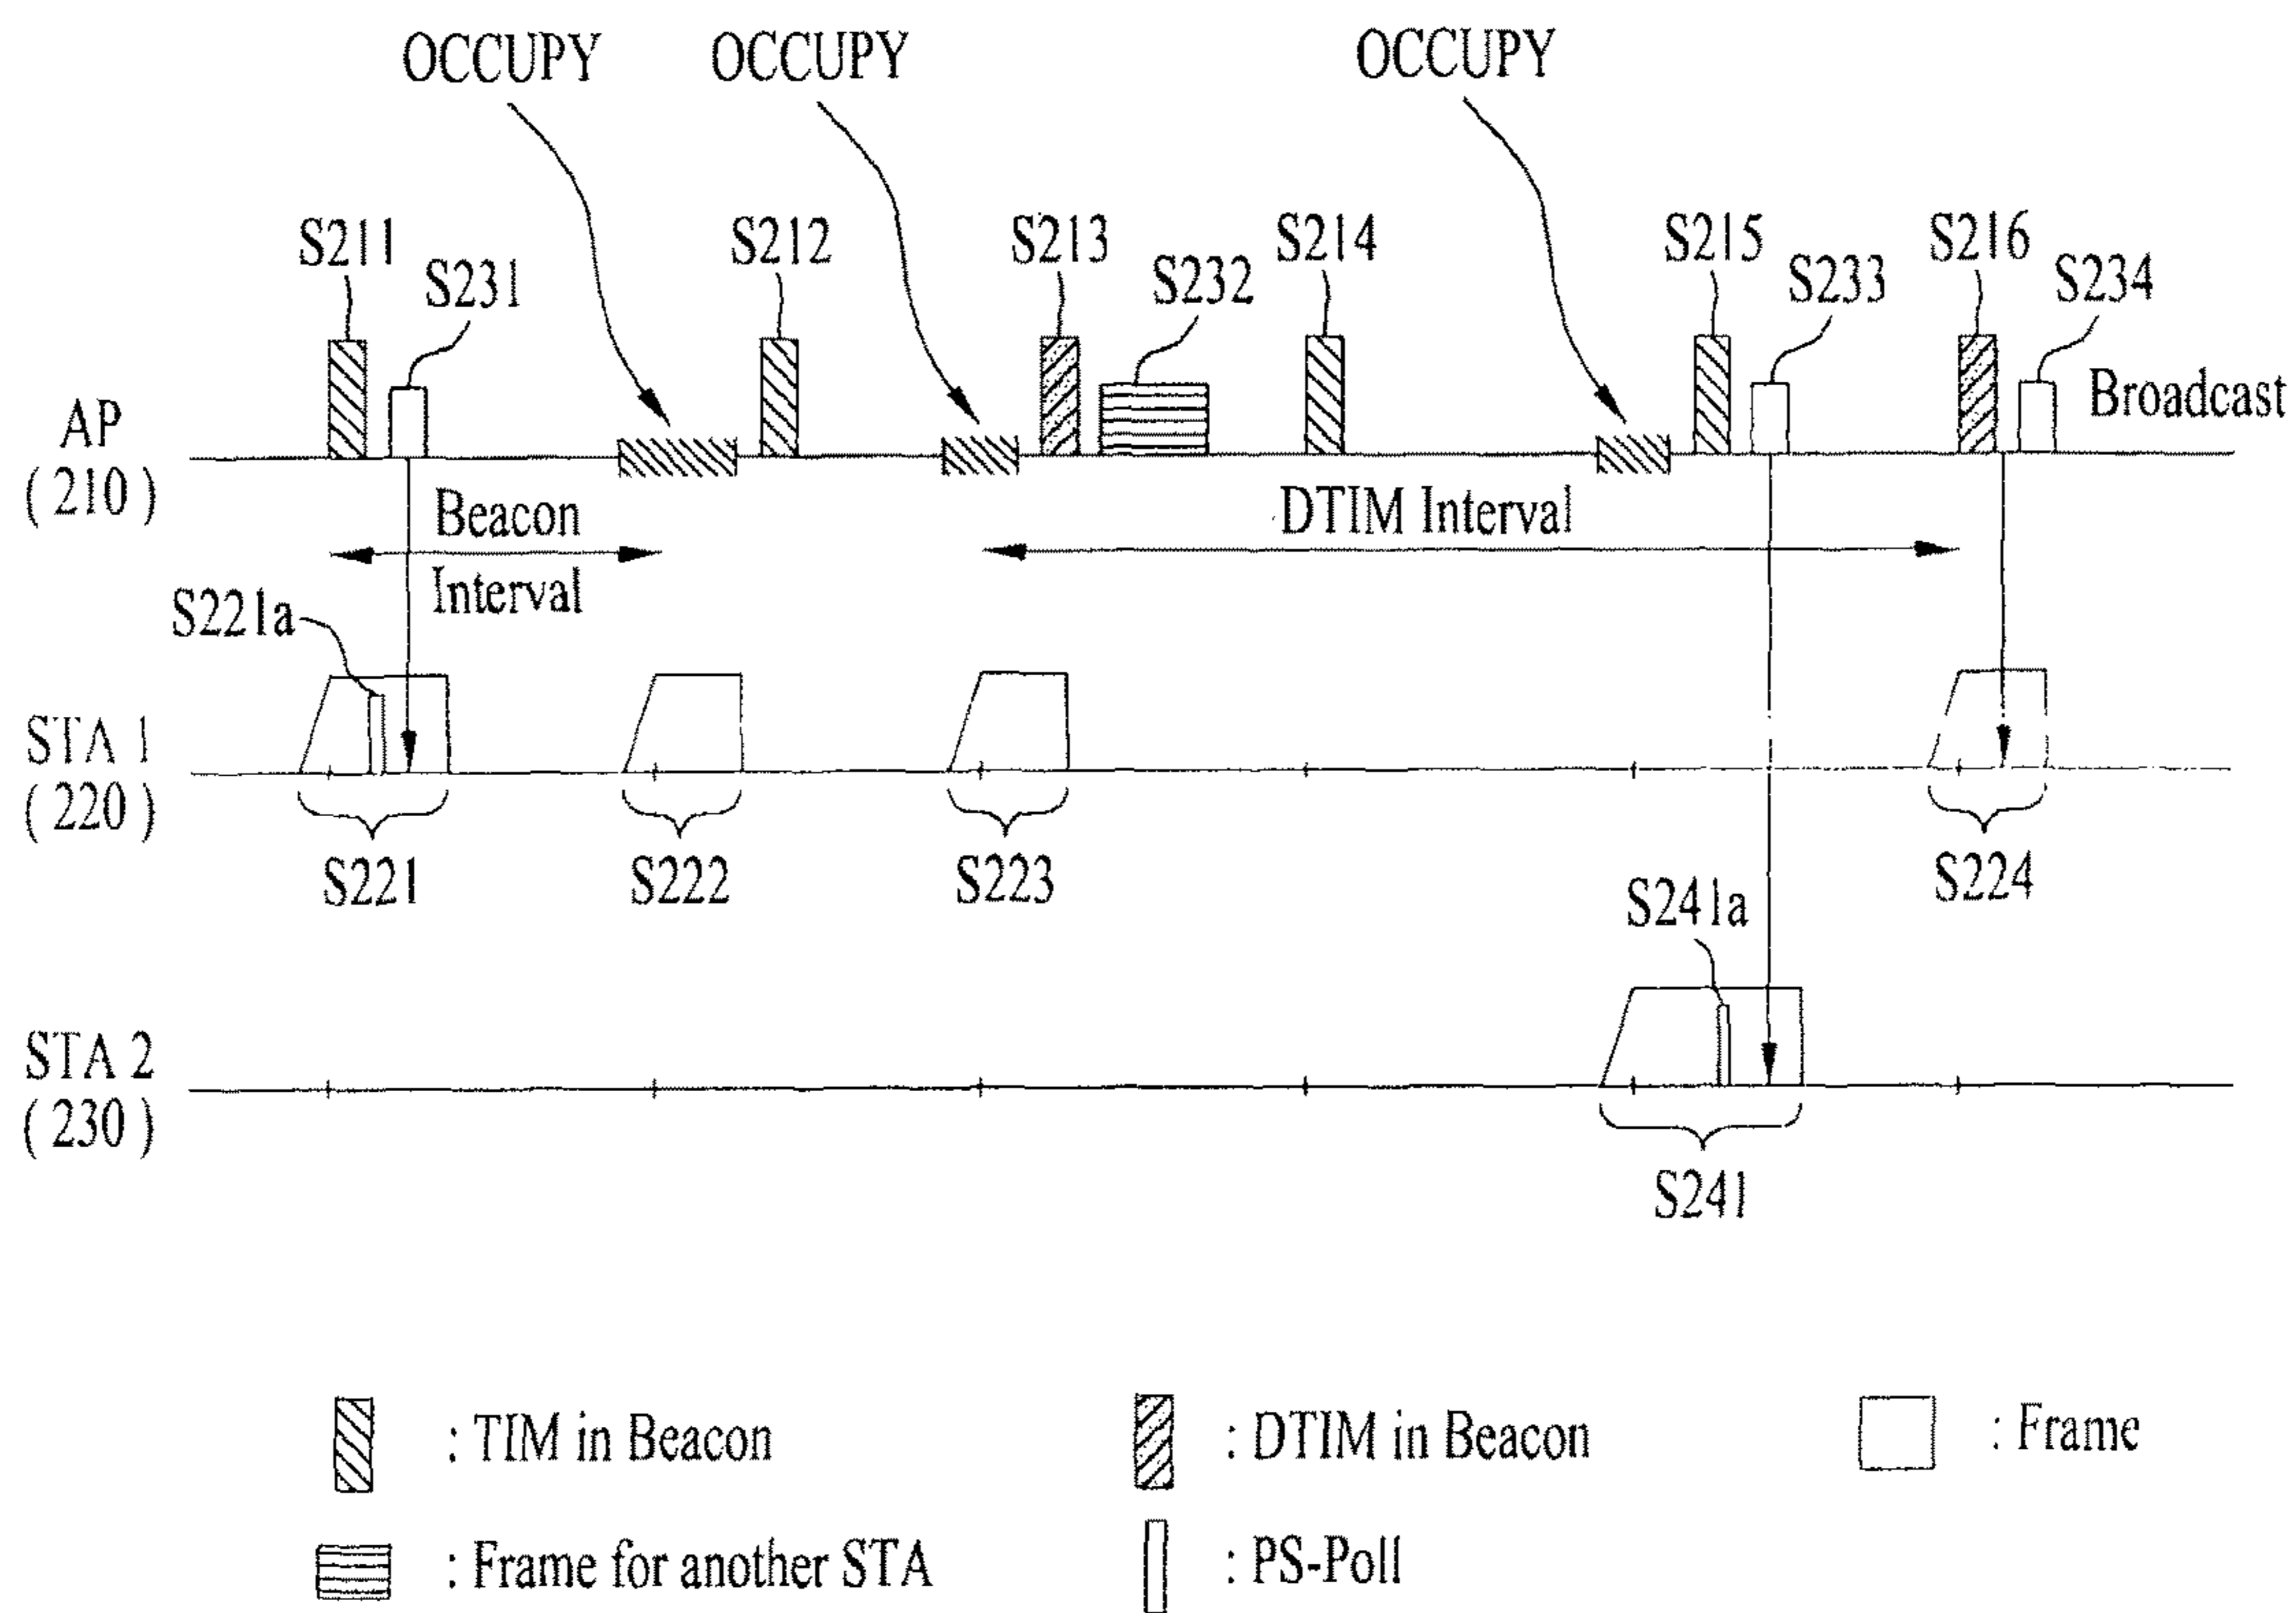 OCCUPY
OCCUPY
OCCUPY
S211
S231
S212
S213
S232
S214
S215
S233
S216
S234
Broadcast
AP
( 210 )
Beacon
Interval
DTIM Interval
S221a
STA 1
( 220 )
S221
S222
S223
S224
S241a
STA 2
( 230 )
S241
: TIM in Beacon
: DTIM in Beacon
: Frame
: Frame for another STA
: PS-Poll